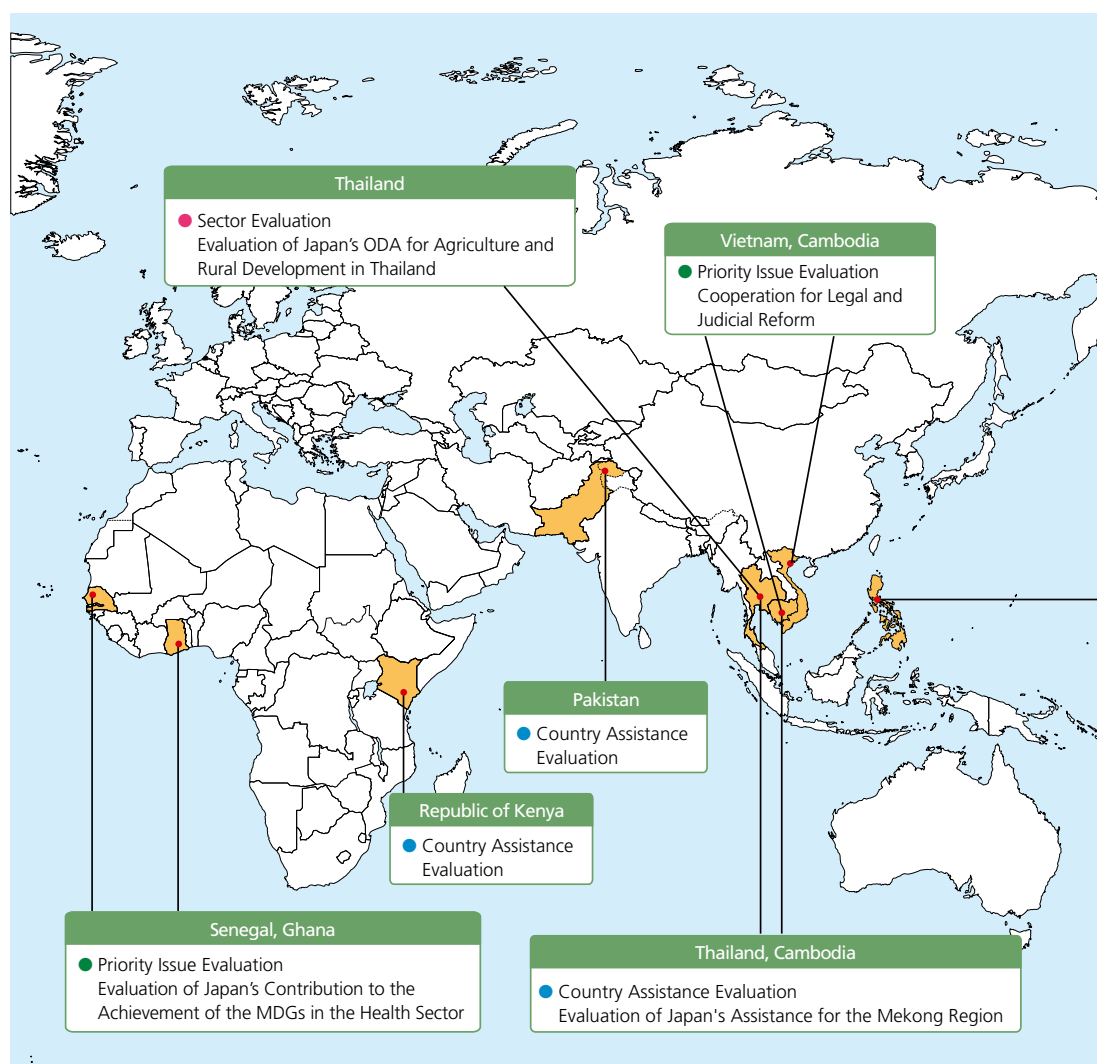 Thailand
Sector Evaluation
Evaluation of Japan’s ODA for Agriculture and
Rural Development in Thailand
Vietnam, Cambodia
Priority Issue Evaluation
Cooperation for Legal and
Judicial Reform
Pakistan
Country Assistance
Evaluation
Republic of Kenya
Country Assistance
Evaluation
Senegal, Ghana
Priority Issue Evaluation
Evaluation of Japan’s Contribution to the
Achievement of the MDGs in the Health Sector
Thailand, Cambodia
Country Assistance Evaluation
Evaluation of Japan's Assistance for the Mekong Region